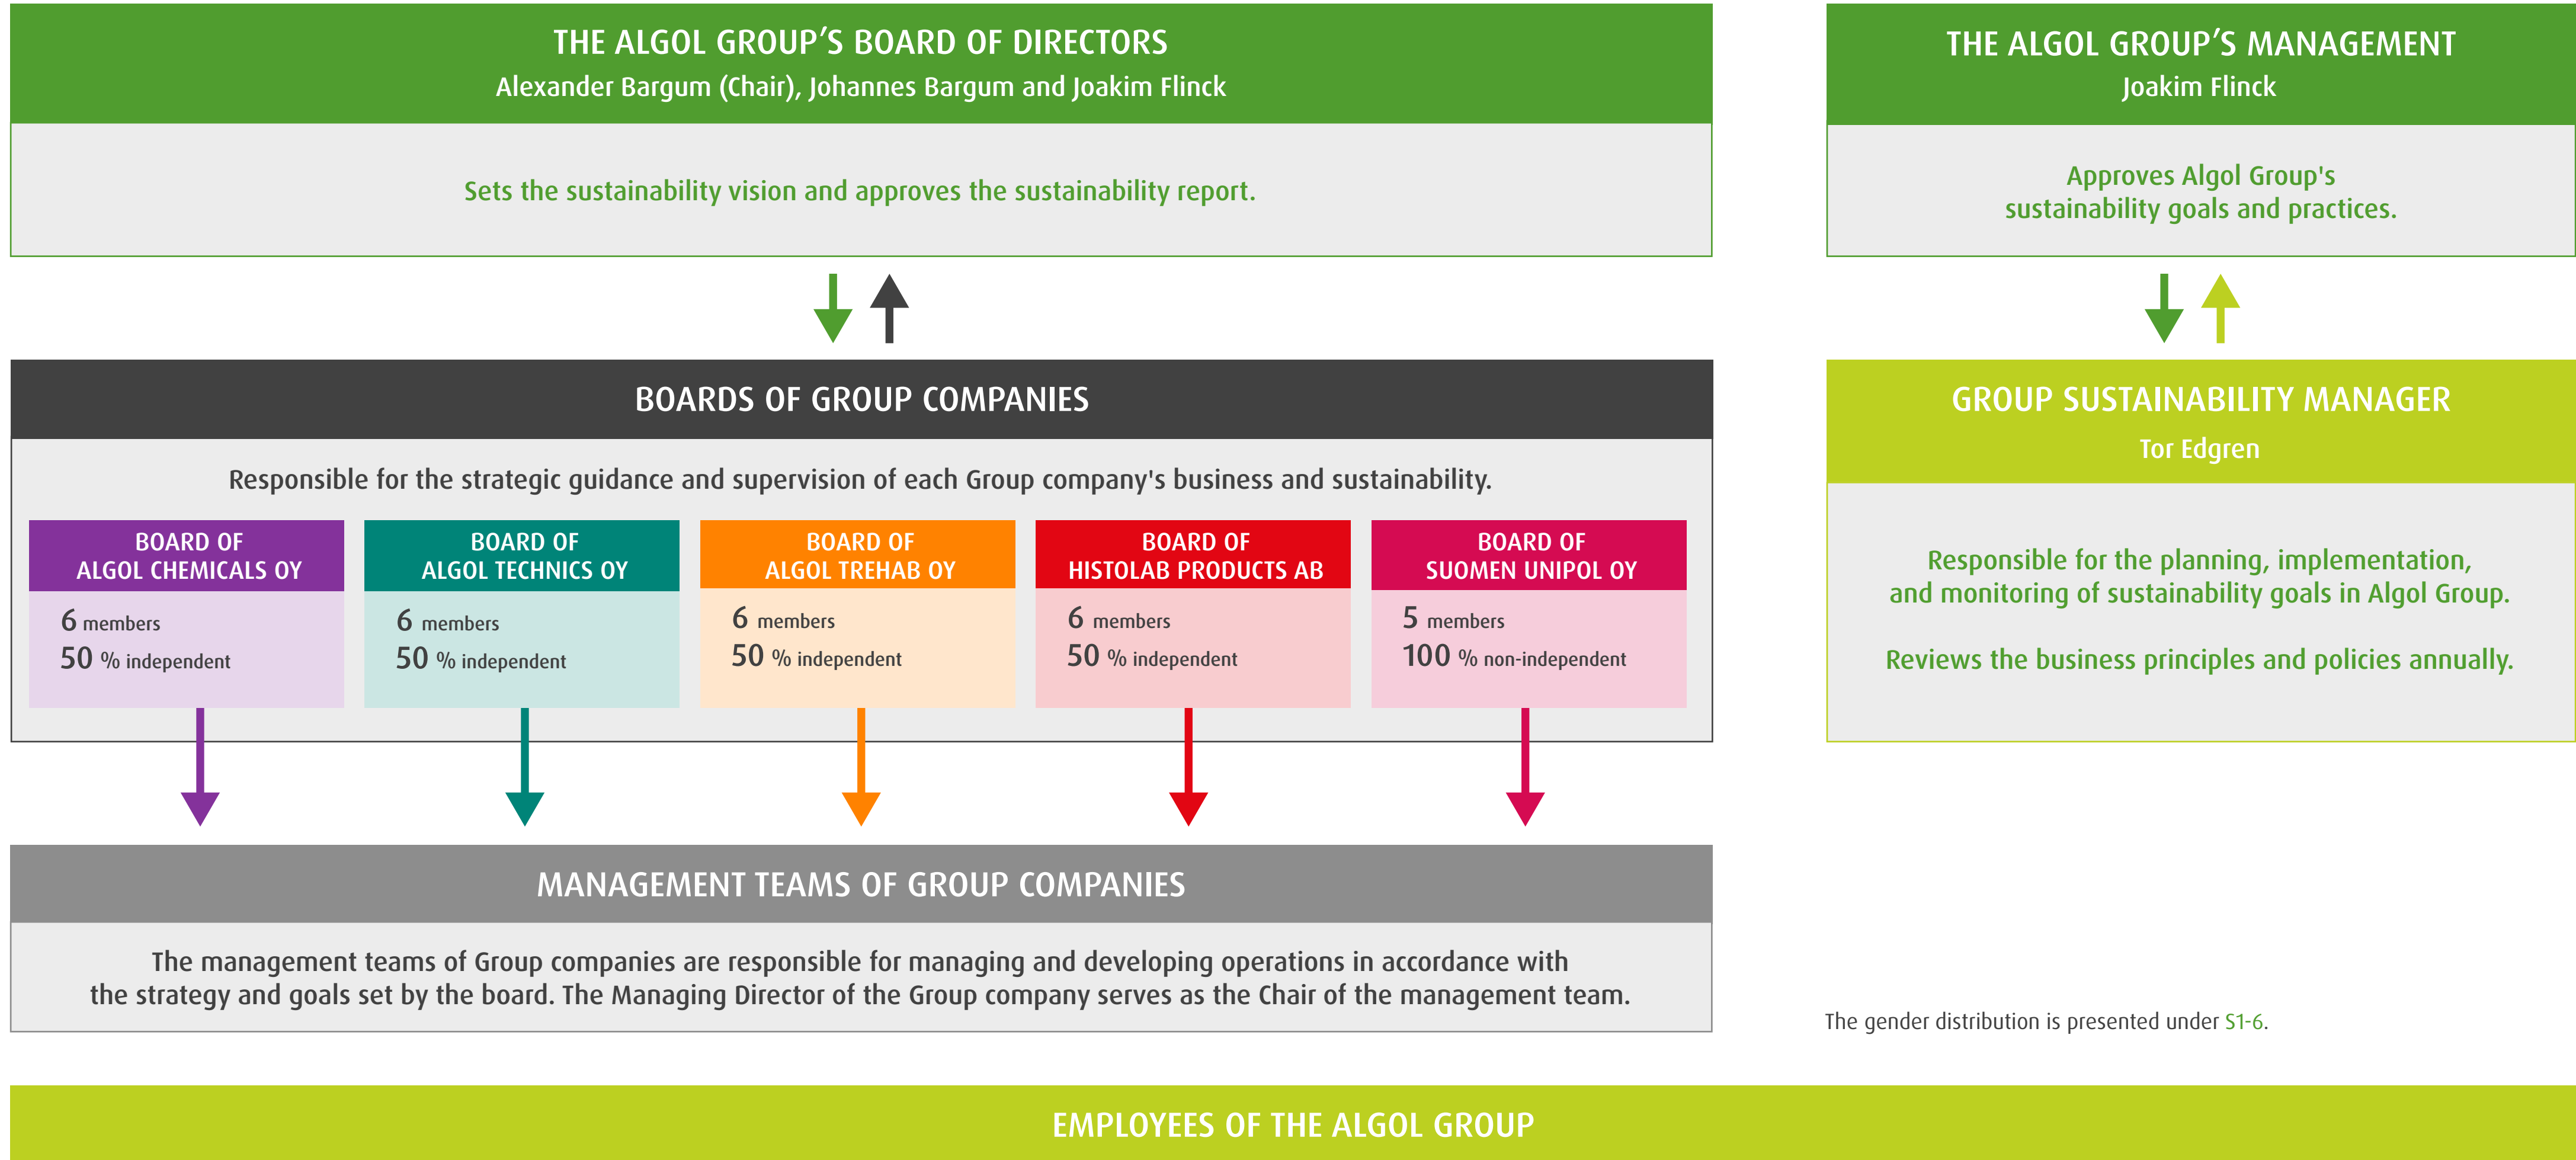 THE ALGOL GROUP'S BOARD OF DIRECTORS
Alexander Bargum (Chair), Johannes Bargum and Joakim Flinck
Sets the sustainability vision and approves the sustainability report.
THE ALGOL GROUP'S MANAGEMENT
Joakim Flinck
Approves Algol Group's
sustainability goals and practices.
BOARDS OF GROUP COMPANIES
Responsible for the strategic guidance and supervision of each Group company's business and sustainability.
BOARD OF
ALGOL CHEMICALS OY
6 members
50 % independent
BOARD OF
ALGOL TECHNICS OY
6 members
50 % independent
BOARD OF
ALGOL TREHAB OY
6 members
50 % independent
BOARD OF
HISTOLAB PRODUCTS AB
6 members
50 % independent
BOARD OF
SUOMEN UNIPOL OY
5 members
100 % non-independent
GROUP SUSTAINABILITY MANAGER
Tor Edgren
Responsible for the planning, implementation,
and monitoring of sustainability goals in Algol Group.
Reviews the business principles and policies annually.
MANAGEMENT TEAMS OF GROUP COMPANIES
The management teams of Group companies are responsible for managing and developing operations in accordance with
the strategy and goals set by the board. The Managing Director of the Group company serves as the Chair of the management team.
The gender distribution is presented under S1-6.
EMPLOYEES OF THE ALGOL GROUP